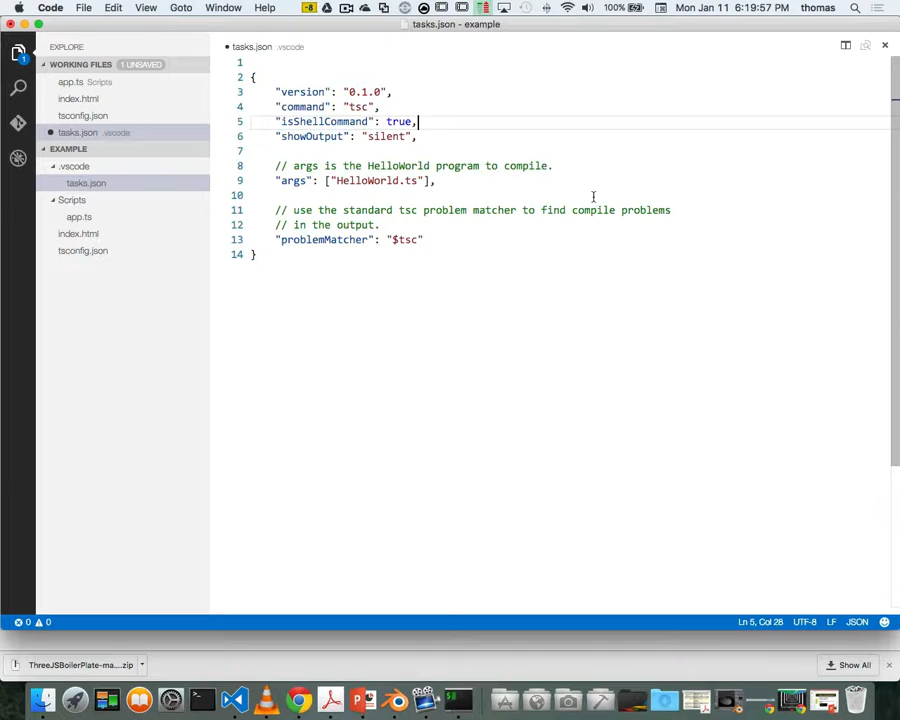 Code File Edit View Goto Window Help -8 100% Mon Jan 11 6:19:57 PM thomas
tasks.json - example
EXPLORE
tasks.json .vscode
WORKING FILES 1 UNSAVED
app.ts Scripts
index.html
tsconfig.json
tasks.json .vscode
EXAMPLE
.vscode
tasks.json
Scripts
app.ts
index.html
tsconfig.json
1
2 {
3 "version": "0.1.0",
4 "command": "tsc",
5 "isShellCommand": true,
6 "showOutput": "silent",
7
8 // args is the HelloWorld program to compile.
9 "args": ["HelloWorld.ts"],
10
11 // use the standard tsc problem matcher to find compile problems
12 // in the output.
13 "problemMatcher": "$tsc"
14 }
1
0 0 Ln 5, Col 28 UTF-8 LF JSON
ThreeJSBoilerPlate-ma....zip Show All